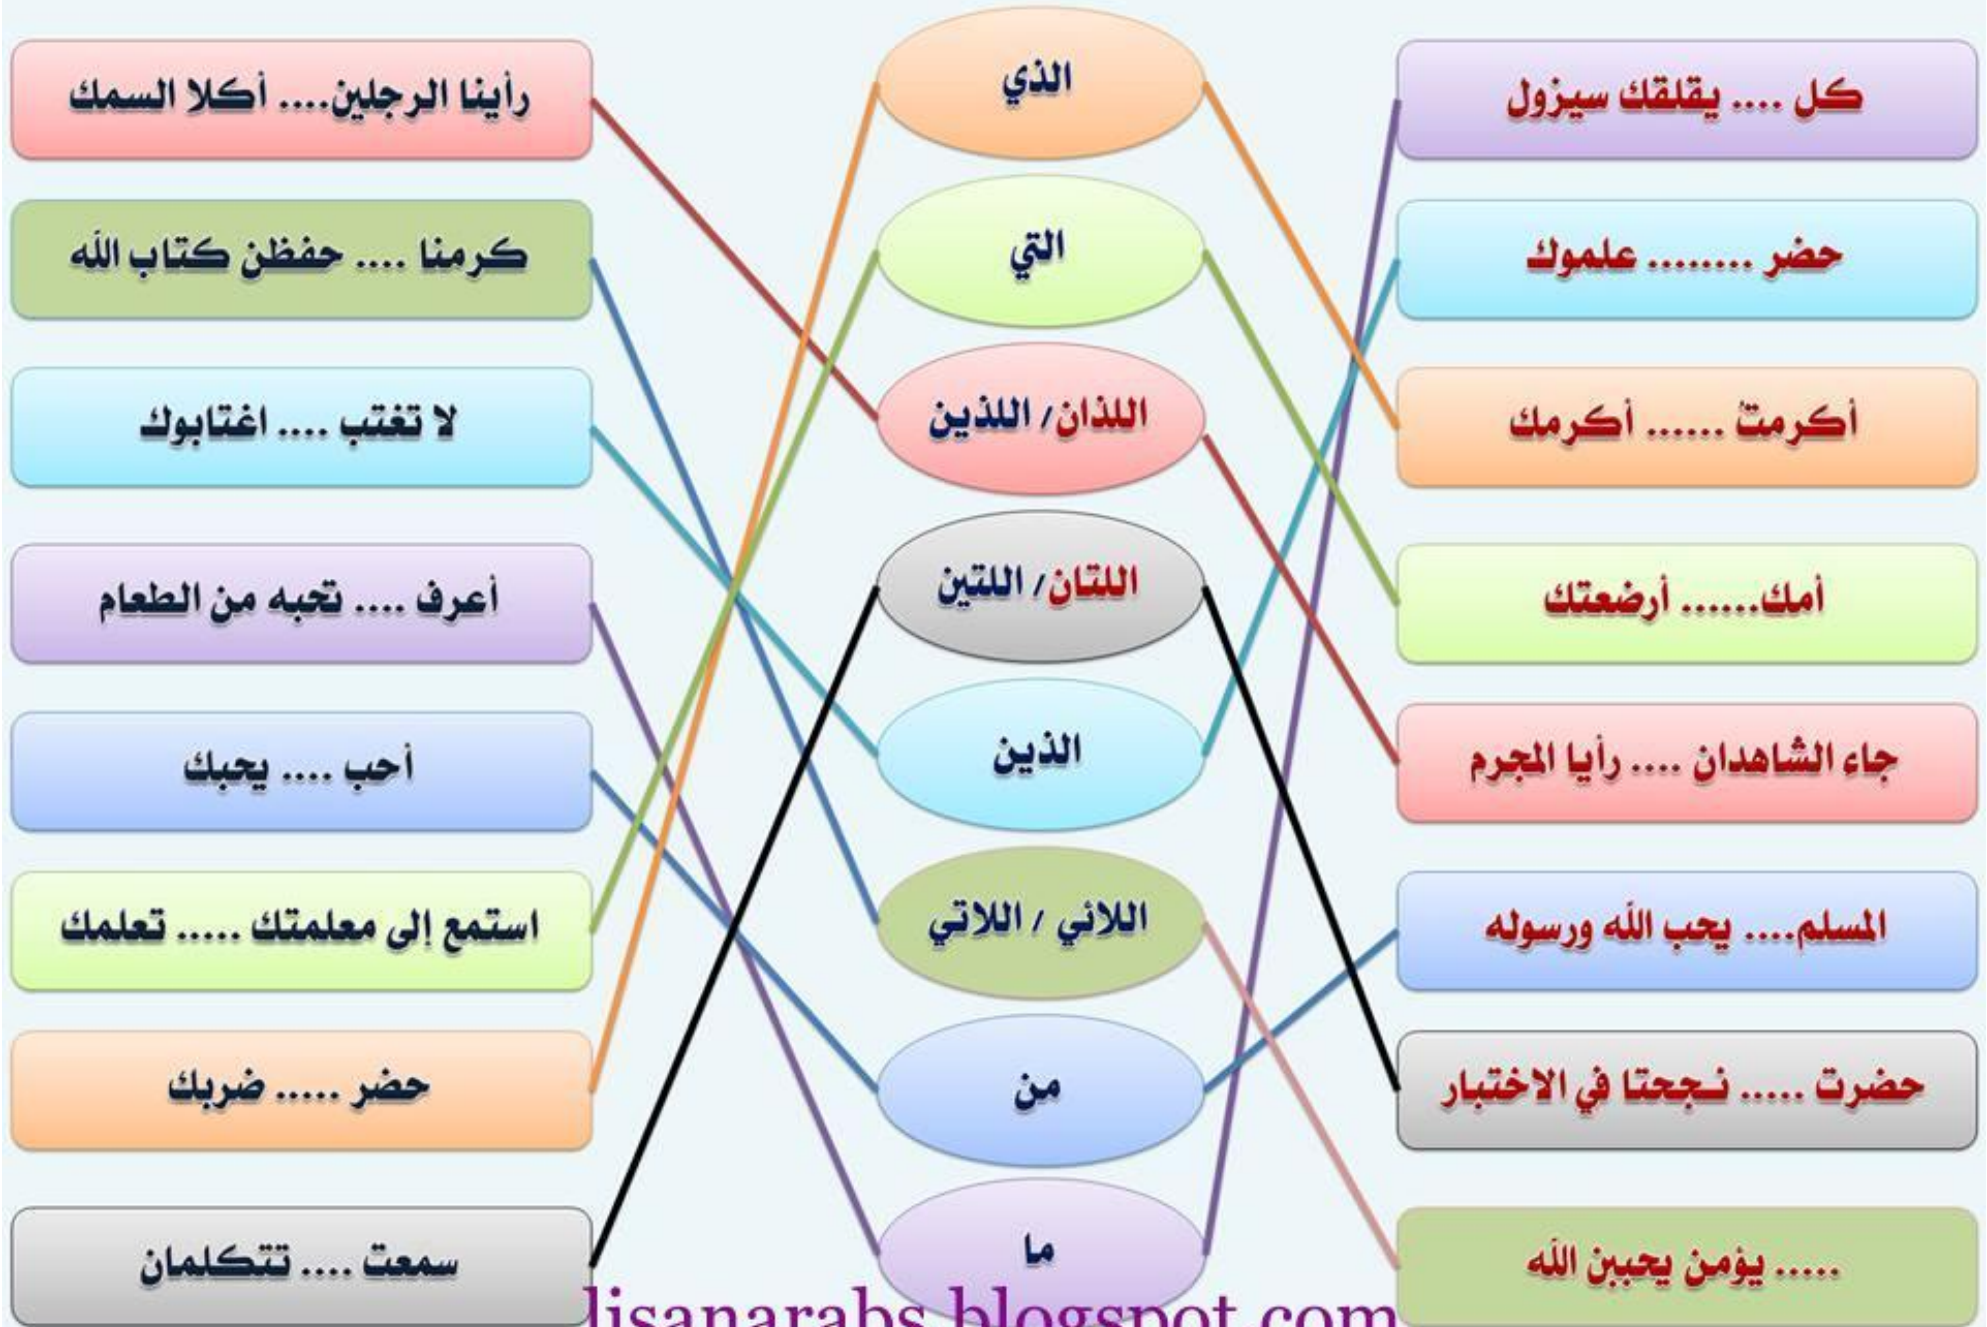 كل .... يقلقك سيزول
الذي
رأينا الرجلين.... أكلا السمك
حضر ........ علموك
التي
كرمنا .... حفظن كتاب الله
أكرمتُ ...... أكرمك
اللذان/ اللذين
لا تغتب .... اغتابوك
أمك...... أرضعتك
اللتان/ اللتين
أعرف .... تحبه من الطعام
جاء الشاهدان .... رأيا المجرم
الذين
أحب .... يحبك
المسلم.... يحب الله ورسوله
اللائي / اللاتي
استمع إلى معلمتك ..... تعلمك
حضرت ..... نجحتا في الاختبار
من
حضر ..... ضربك
..... يؤمن يحببن الله
ما
سمعت .... تتكلمان
lisanarabs.blogspot.com